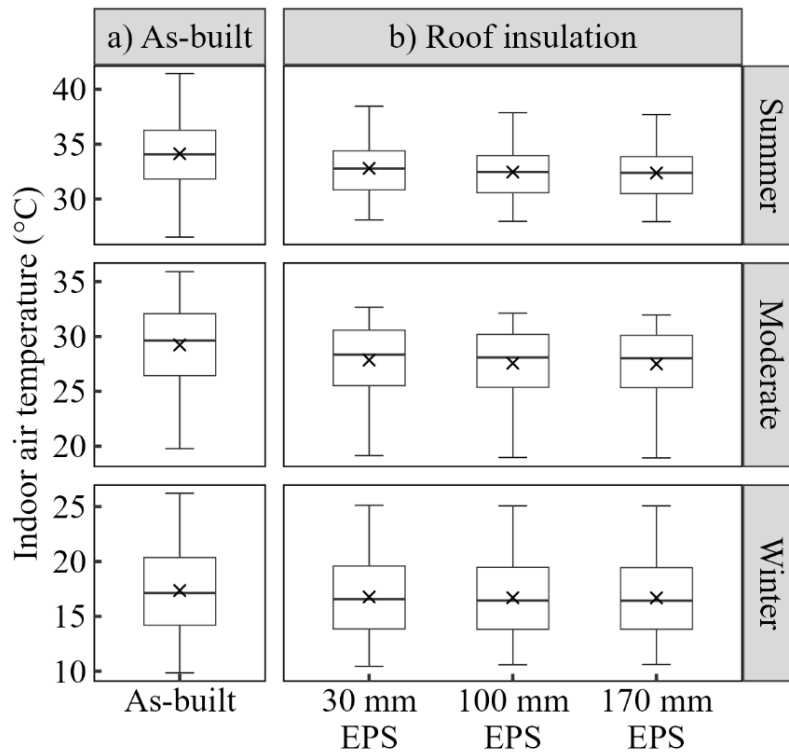 a) As-built
b) Roof insulation
Indoor air temperature (°C)
40
35
30
Summer
35
30
25
20
Moderate
25
20
15
10
Winter
As-built
30 mm
EPS
100 mm
EPS
170 mm
EPS